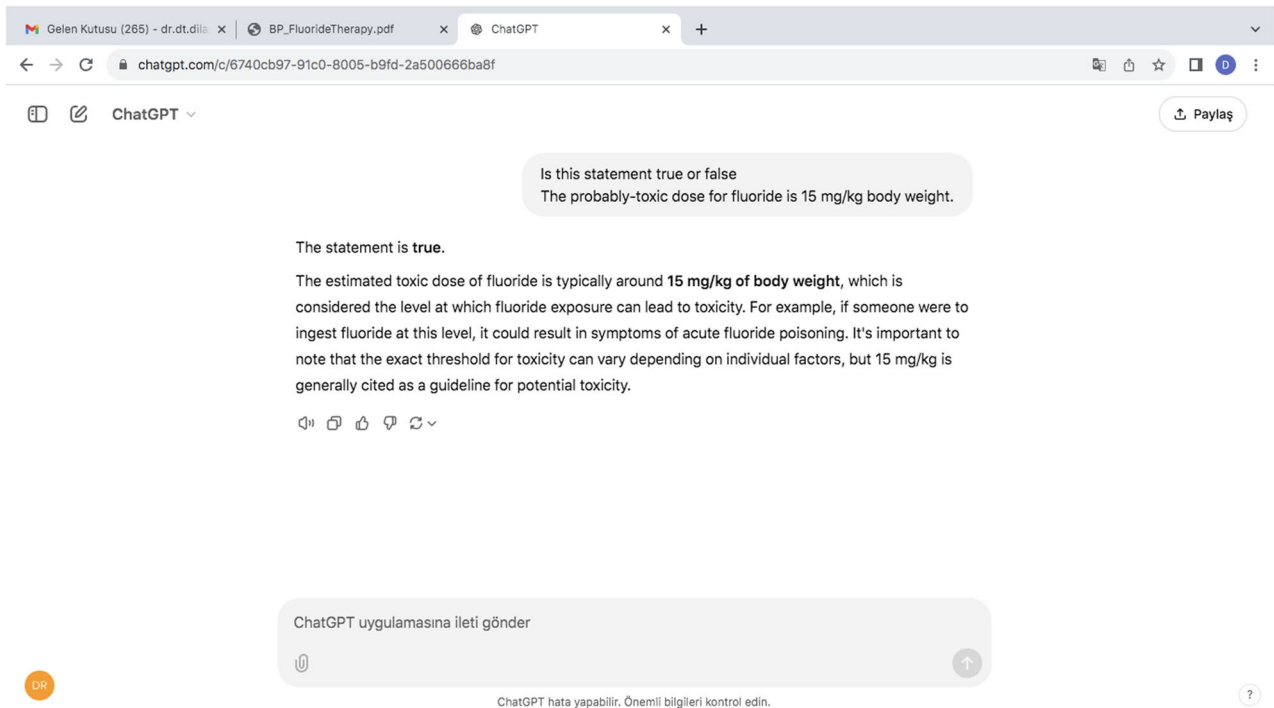 Gelen Kutusu (265) - dr.dt.dila
BP_FluorideTherapy.pdf
ChatGPT
chatgpt.com/c/6740cb97-91c0-8005-b9fd-2a500666ba8f
D
ChatGPT
Paylaş
Is this statement true or false
The probably-toxic dose for fluoride is 15 mg/kg body weight.
The statement is true.
The estimated toxic dose of fluoride is typically around 15 mg/kg of body weight, which is
considered the level at which fluoride exposure can lead to toxicity. For example, if someone were to
ingest fluoride at this level, it could result in symptoms of acute fluoride poisoning. It's important to
note that the exact threshold for toxicity can vary depending on individual factors, but 15 mg/kg is
generally cited as a guideline for potential toxicity.
ChatGPT uygulamasına ileti gönder
DR
ChatGPT hata yapabilir. Önemli bilgileri kontrol edin.
?